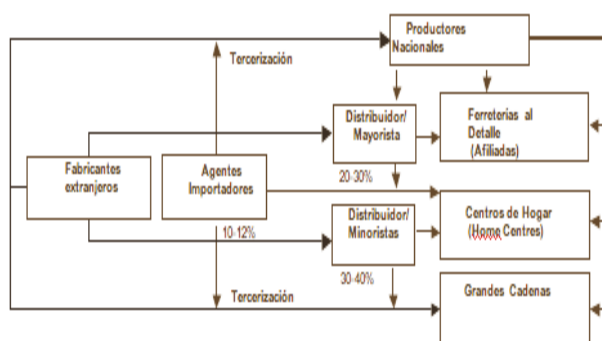 Productores
Nacionales
Tercerización
Distribuidor/
Mayorista
Ferreterias al
Detalle
(Afiliadas)
Fabricantes
extranjeros
Agentes
Importadores
20-30%
Distribuidor/
Minoristas
Centros de Hogar
(Home Centres)
10-12%
30-40%
Tercerización
Grandes Cadenas